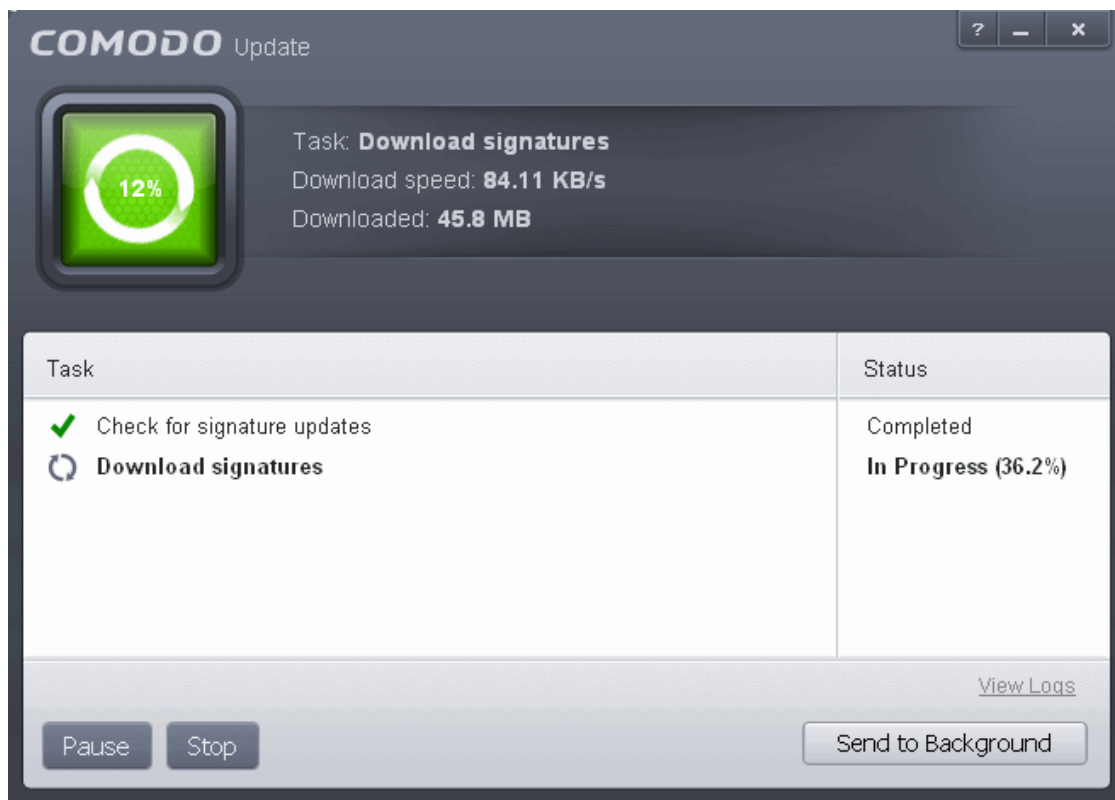 COMODO Update
? – ×
12%
Task: Download signatures
Download speed: 84.11 KB/s
Downloaded: 45.8 MB
Task Status
Check for signature updates Completed
Download signatures In Progress (36.2%)
View Logs
Pause Stop Send to Background